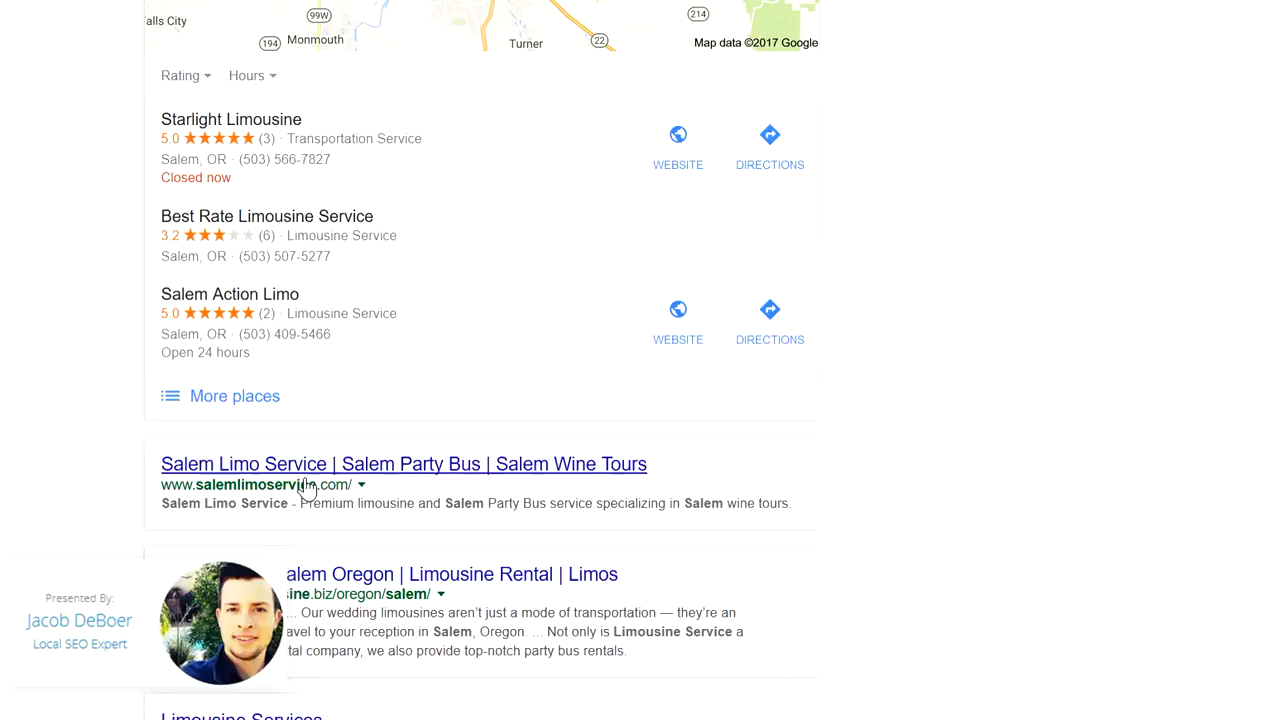 alls City
99W
214
194
Monmouth
Turner
22
Map data ©2017 Google
Rating
Hours
Starlight Limousine
5.0 (3) · Transportation Service
Salem, OR · (503) 566-7827
Closed now
WEBSITE
DIRECTIONS
Best Rate Limousine Service
3.2 (6) · Limousine Service
Salem, OR · (503) 507-5277
Salem Action Limo
5.0 (2) · Limousine Service
Salem, OR · (503) 409-5466
Open 24 hours
WEBSITE
DIRECTIONS
More places
Salem Limo Service | Salem Party Bus | Salem Wine Tours
www.salemlimoservice.com/
Salem Limo Service - Premium limousine and Salem Party Bus service specializing in Salem wine tours.
alem Oregon | Limousine Rental | Limos
sine.biz/oregon/salem/
... Our wedding limousines aren’t just a mode of transportation — they’re an
avel to your reception in Salem, Oregon. ... Not only is Limousine Service a
tal company, we also provide top-notch party bus rentals.
Presented By:
Jacob DeBoer
Local SEO Expert
Limousine Services